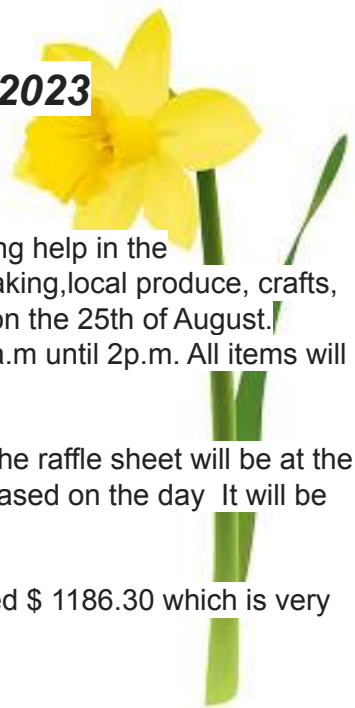 2023
ng help in the
aking,local produce, crafts,
on the 25th of August.
a.m until 2p.m. All items will
he raffle sheet will be at the
ased on the day It will be
ed $ 1186.30 which is very